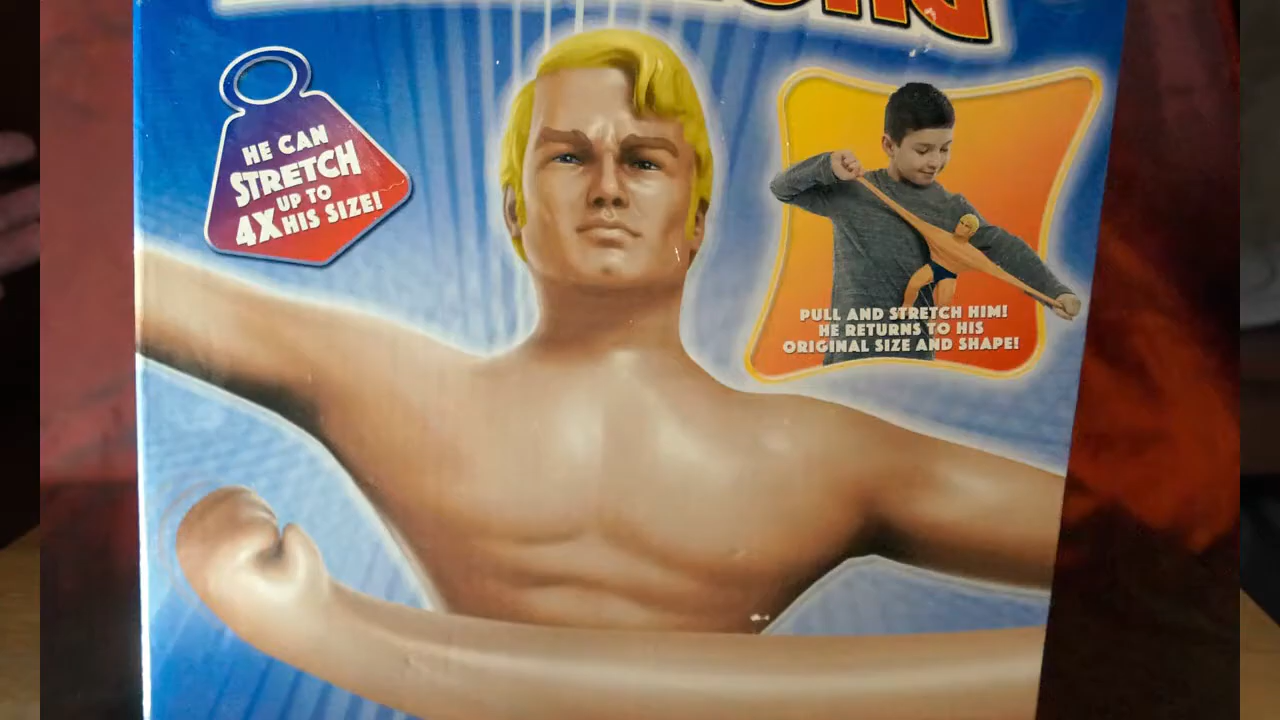 HE CAN
STRETCH
UP TO
4X HIS SIZE!
PULL AND STRETCH HIM!
HE RETURNS TO HIS
ORIGINAL SIZE AND SHAPE!